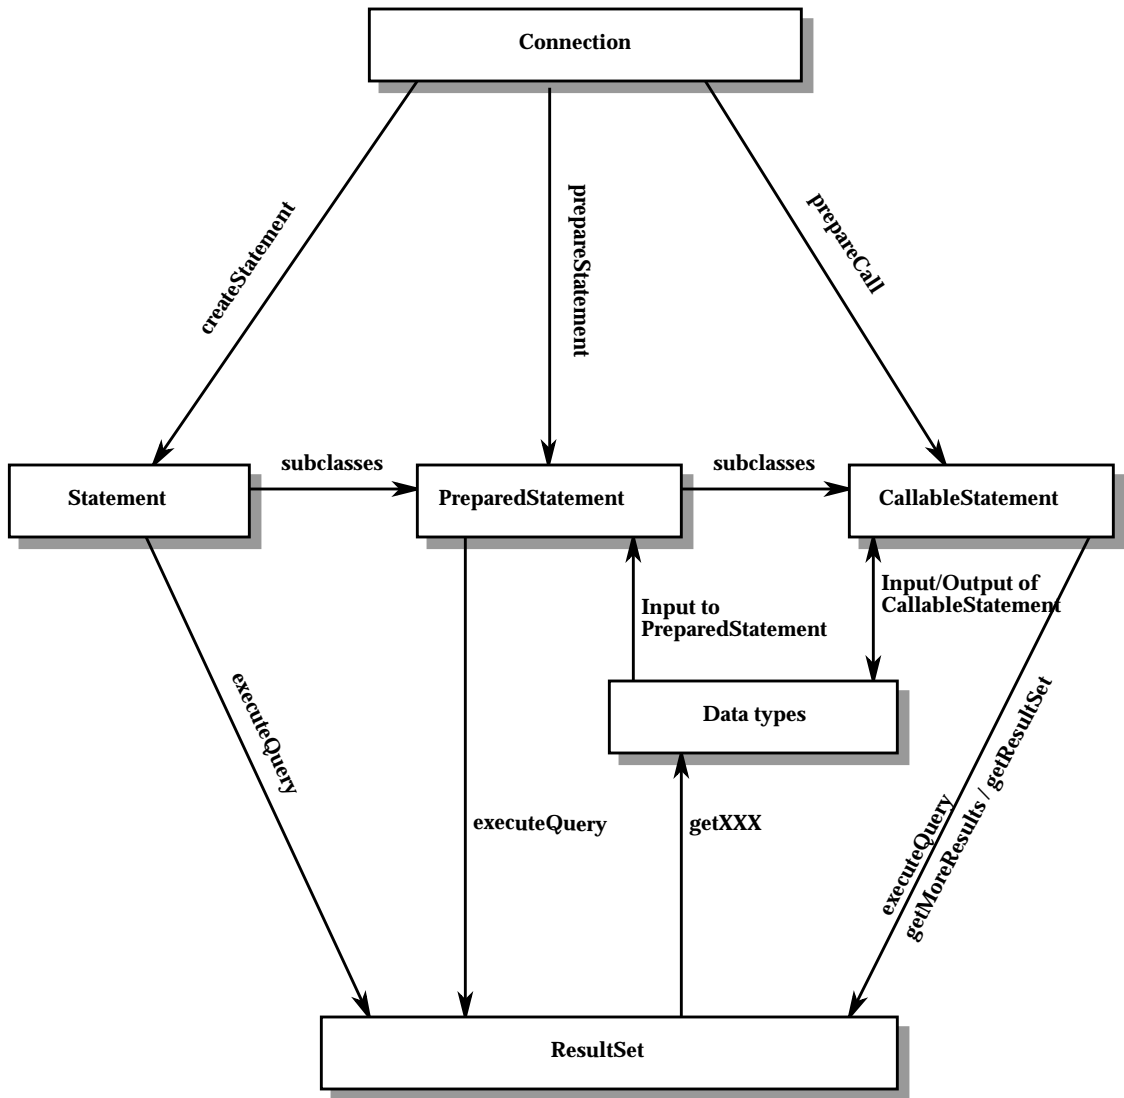 Connection
createStatement
prepareStatement
prepareCall
subclasses
subclasses
Statement
PreparedStatement
CallableStatement
Input to
PreparedStatement
Input/Output of
CallableStatement
executeQuery
Data types
executeQuery
getXXX
executeQuery
getMoreResults / getResultSet
ResultSet